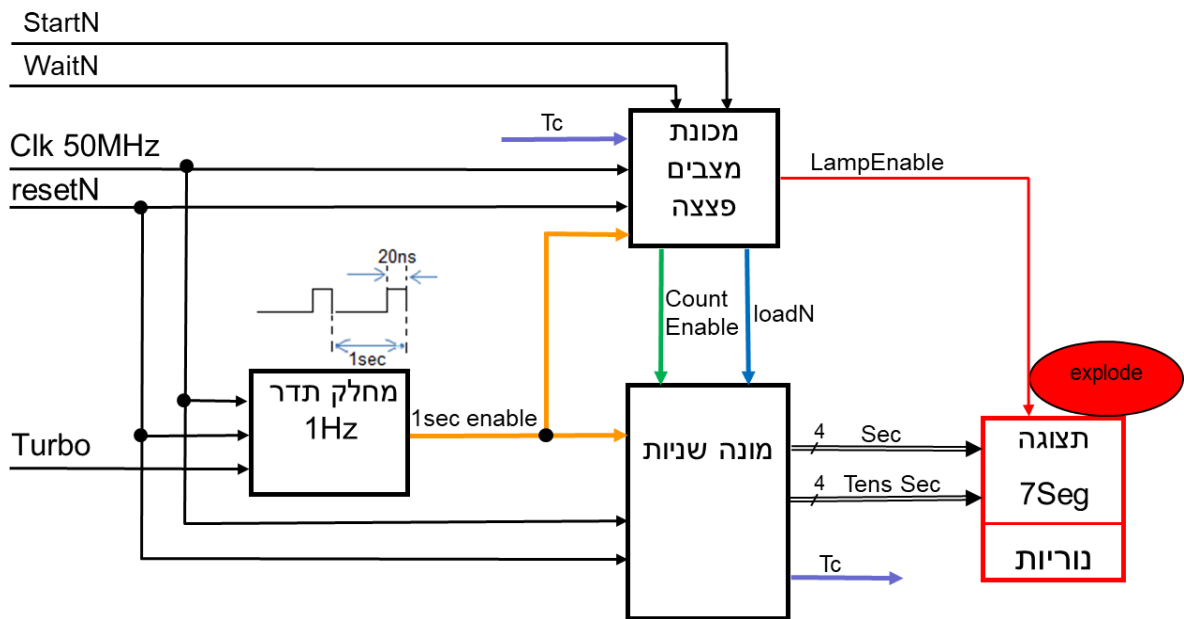 StartN
WaitN
Tc
Clk 50MHz
resetN
מכונת
מצבים
פצצה
LampEnable
20ns
1sec
Count
Enable
loadN
explode
מחלק תדר
1Hz
1sec enable
Turbo
מונה שניות
4
Sec
4
Tens Sec
Tc
תצוגה
7Seg
נוריות